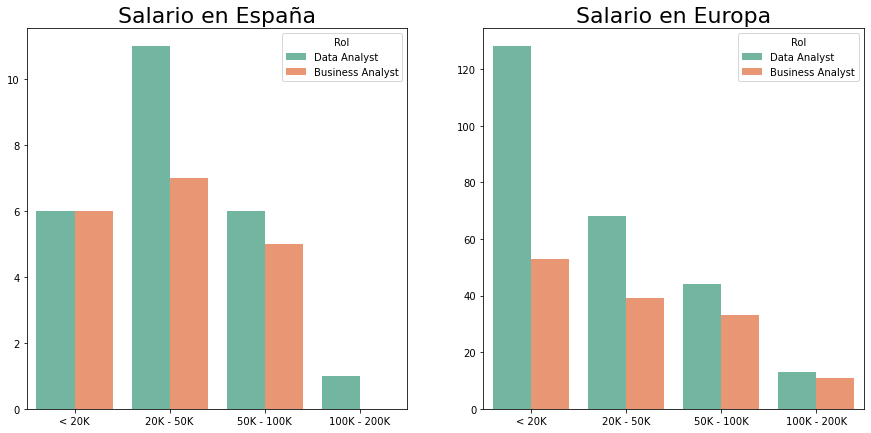 Salario en España
Rol
Data Analyst
Business Analyst
10
8
6
4
2
0
< 20K
20K - 50K
50K - 100K
100K - 200K
Salario en Europa
Rol
Data Analyst
Business Analyst
120
100
80
60
40
20
0
< 20K
20K - 50K
50K - 100K
100K - 200K